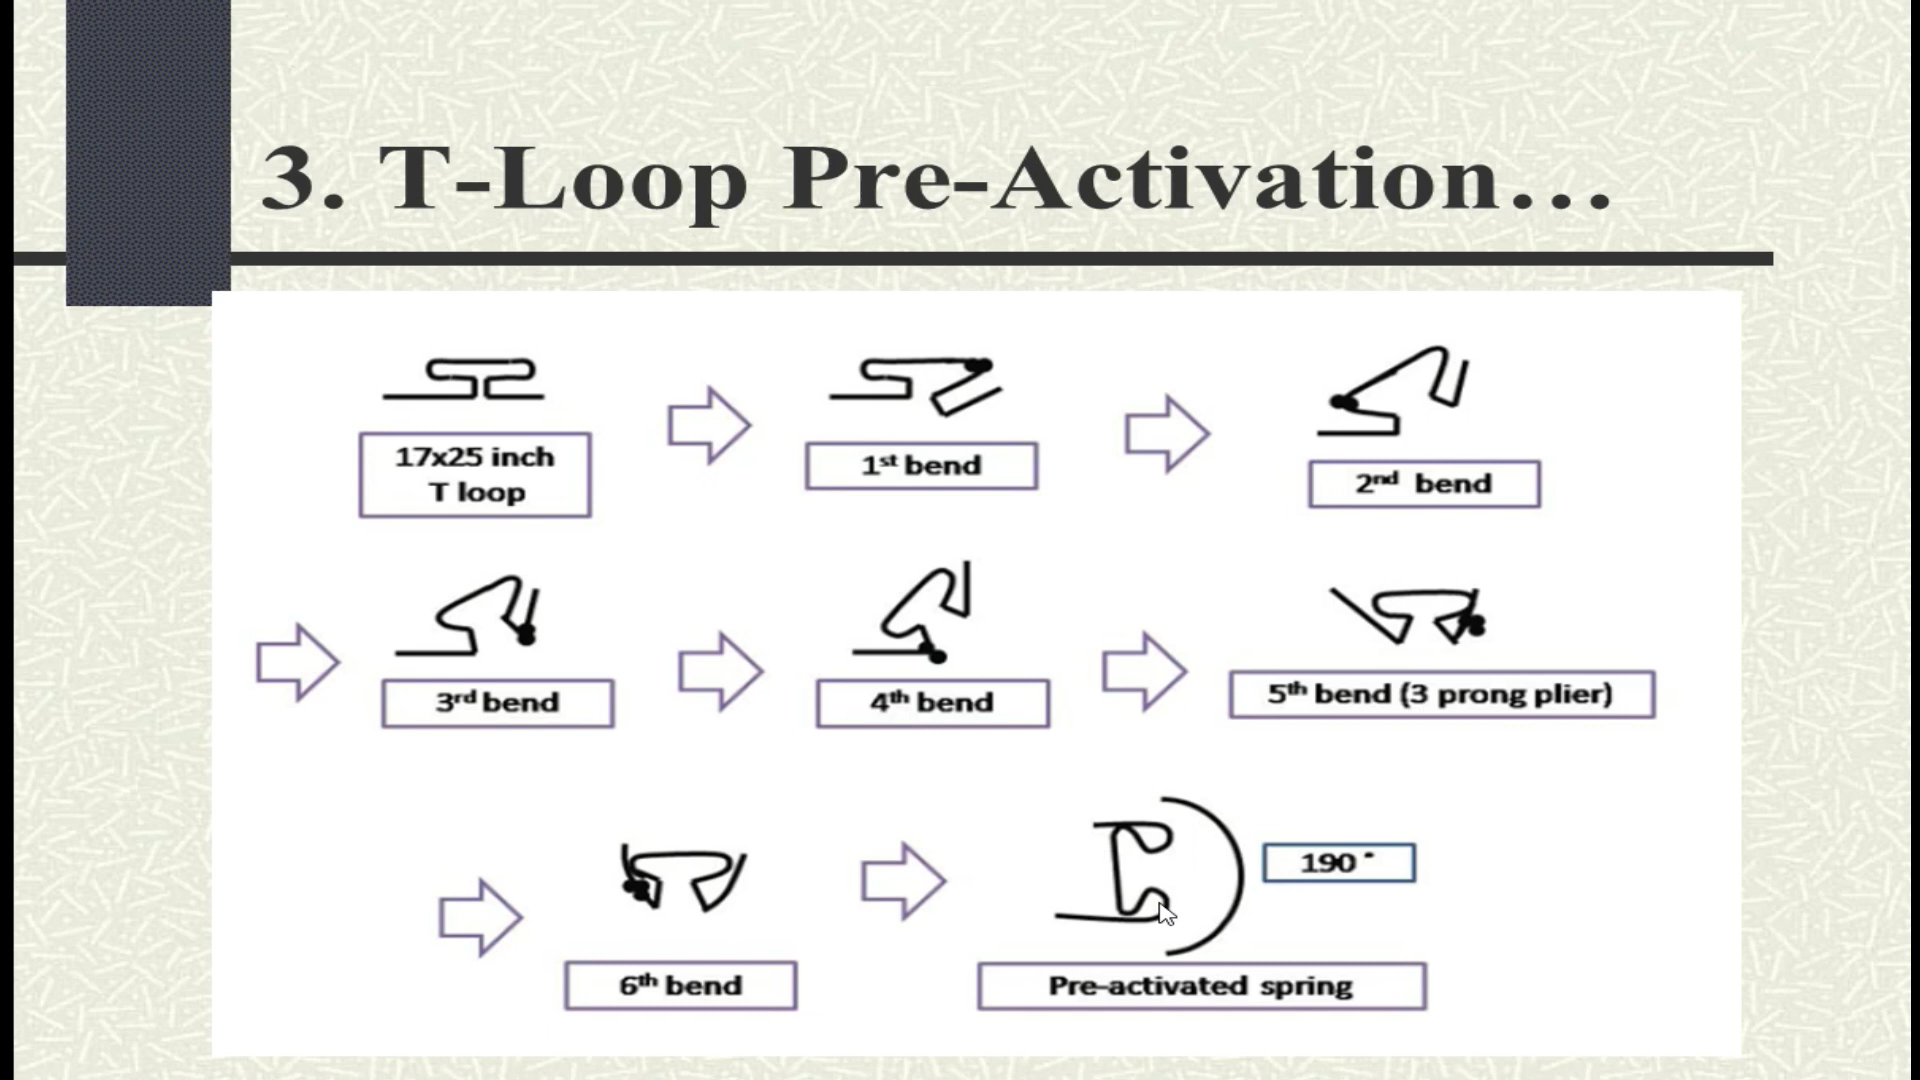 3. T-Loop Pre-Activation...
17x25 inch
T loop
1st bend
2nd bend
3rd bend
4th bend
5th bend (3 prong plier)
190 °
6th bend
Pre-activated spring